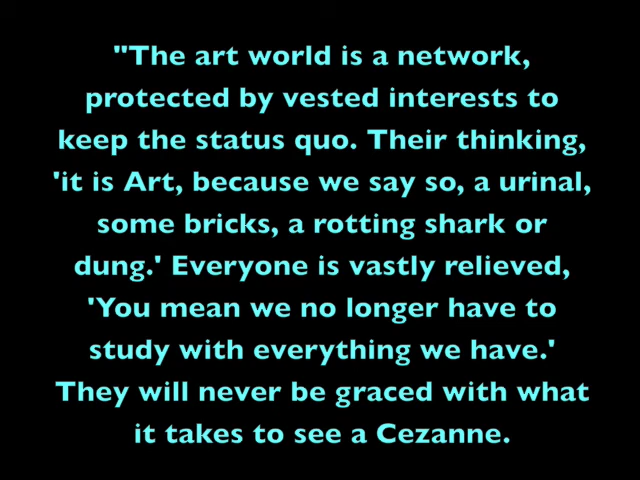 "The art world is a network,
protected by vested interests to
keep the status quo. Their thinking,
'it is Art, because we say so, a urinal,
some bricks, a rotting shark or
dung.' Everyone is vastly relieved,
'You mean we no longer have to
study with everything we have.'
They will never be graced with what
it takes to see a Cezanne.